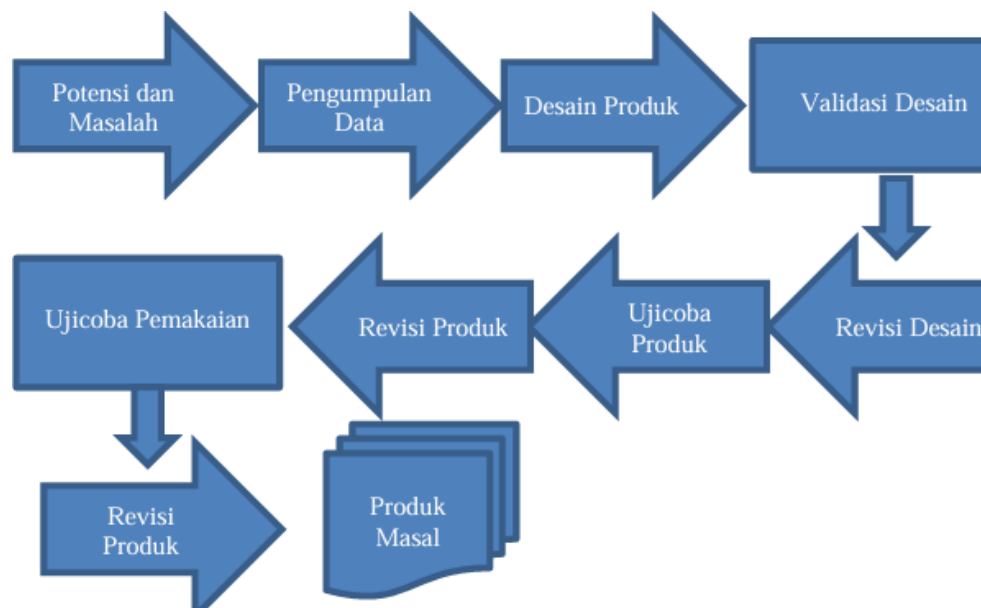 Potensi dan
Masalah
Pengumpulan
Data
Desain Produk
Validasi Desain
Revisi Desain
Ujicoba
Produk
Revisi Produk
Ujicoba Pemakaian
Revisi
Produk
Produk
Masal